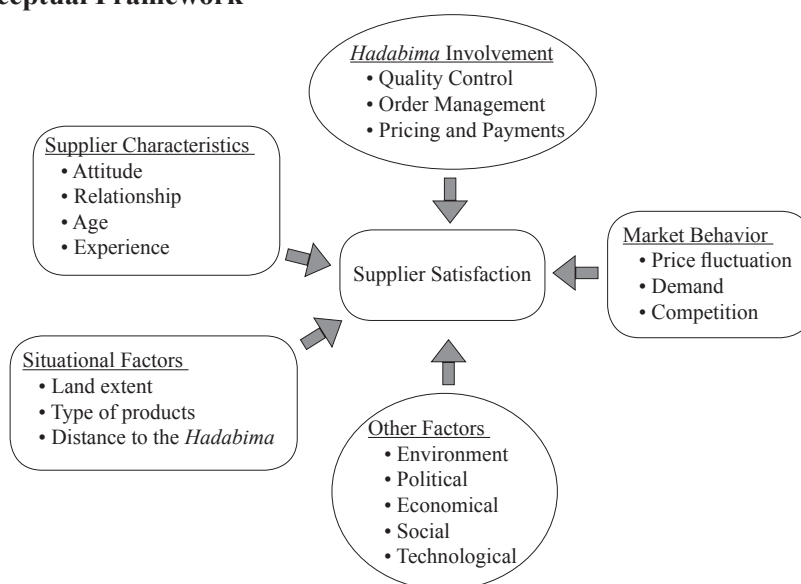 ceptual Framework
Hadabima Involvement
• Quality Control
• Order Management
• Pricing and Payments
Supplier Characteristics
• Attitude
• Relationship
• Age
• Experience
Supplier Satisfaction
Market Behavior
• Price fluctuation
• Demand
• Competition
Situational Factors
• Land extent
• Type of products
• Distance to the Hadabima
Other Factors
• Environment
• Political
• Economical
• Social
• Technological